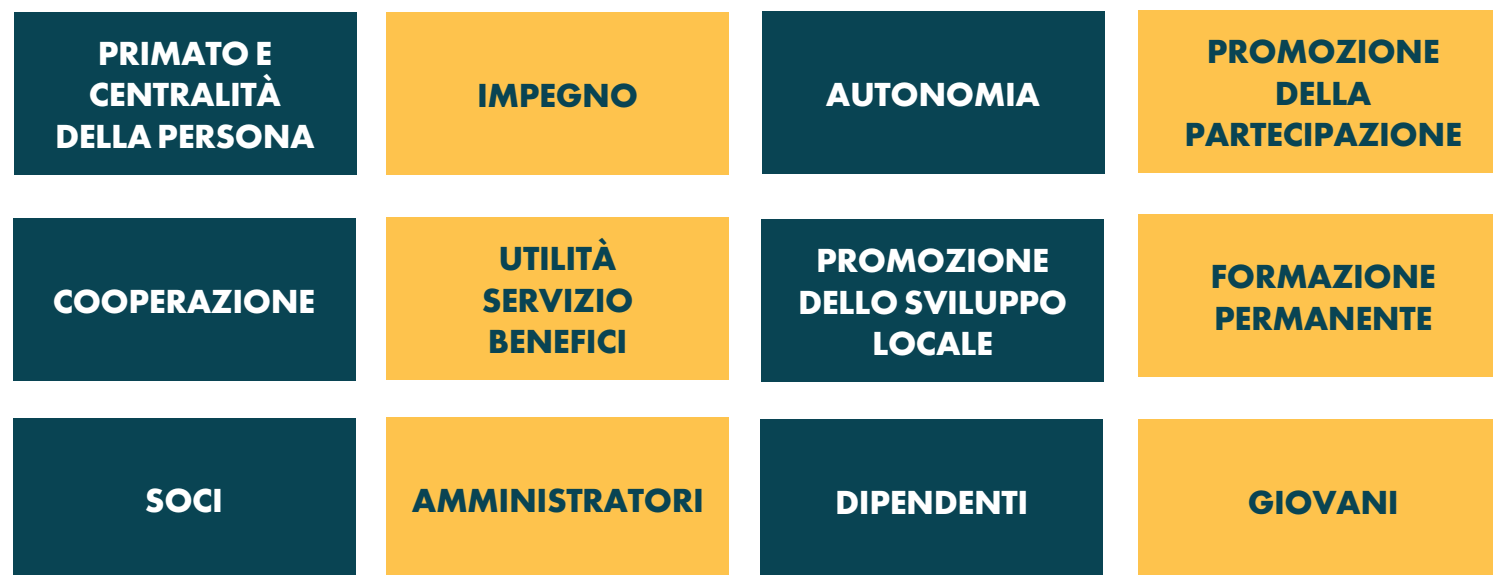 PRIMATO E
CENTRALITÀ
DELLA PERSONA
IMPEGNO
AUTONOMIA
PROMOZIONE
DELLA
PARTECIPAZIONE
COOPERAZIONE
UTILITÀ
SERVIZIO
BENEFICI
PROMOZIONE
DELLO SVILUPPO
LOCALE
FORMAZIONE
PERMANENTE
SOCI
AMMINISTRATORI
DIPENDENTI
GIOVANI